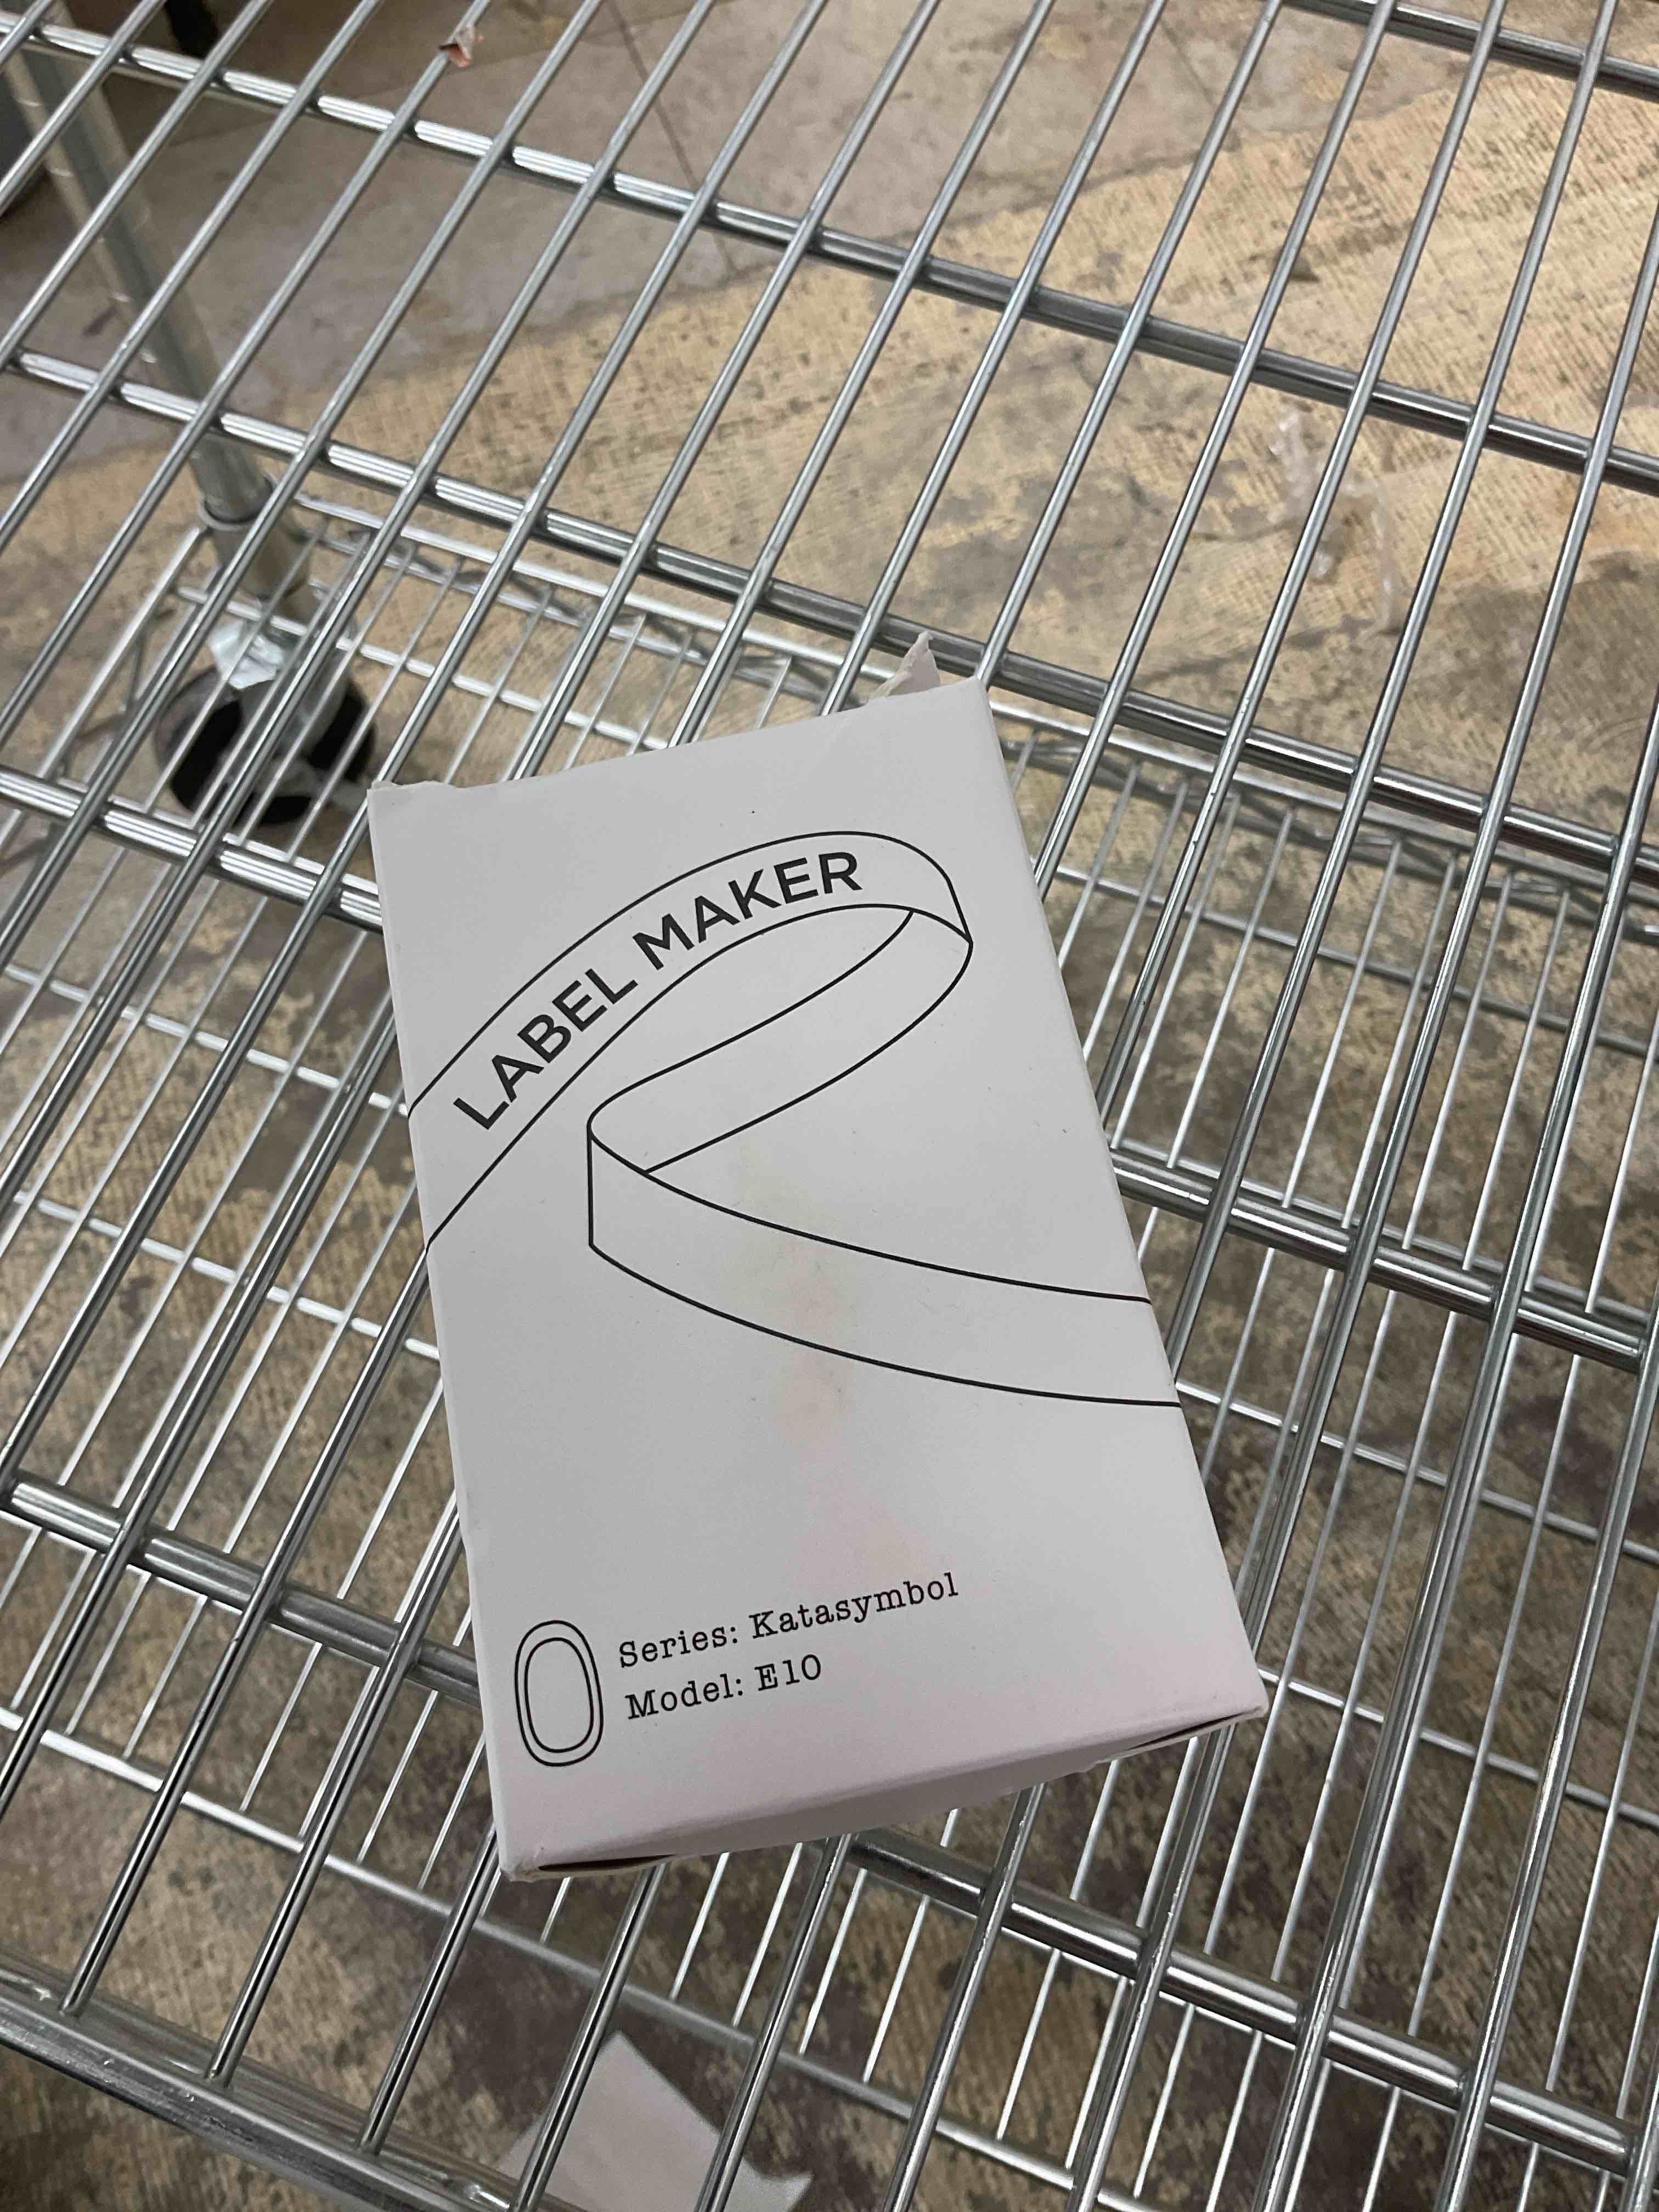 LABEL MAKER
Series: Katasymbol
Model: E10